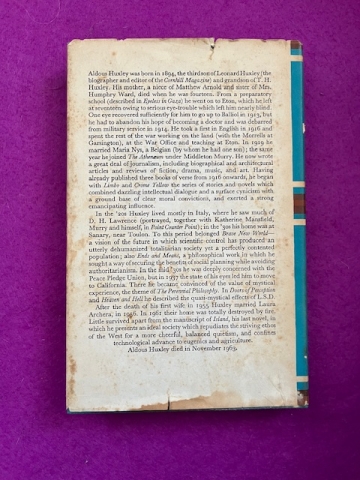 Aldous Huxley was born in 1894, the third son of Leonard Huxley (the
biographer and editor of the Cornhill Magazine) and grandson of T. H.
Huxley. His mother, a niece of Matthew Arnold and sister of Mrs.
Humphry Ward, died when he was fourteen. From a preparatory
school (described in Eyeless in Gaza) he went on to Eton, which he left
at seventeen owing to serious eye-trouble which left him nearly blind.
One eye recovered sufficiently for him to go up to Balliol in 1913, but
he had to abandon his hope of becoming a doctor and was debarred
from military service in 1914. He took a first in English in 1916 and
spent the rest of the war working on the land (with the Morrells at
Garsington), at the War Office and teaching at Eton. In 1919 he
married Maria Nys, a Belgian (by whom he had one son); the same
year he joined The Athenæum under Middleton Murry. He now wrote
a great deal of journalism, including biographical and architectural
articles and reviews of fiction, drama, music, and art. Having
already published three books of verse from 1916 onwards, he began
with Limbo and Crome Yellow the series of stories and novels which
combined dazzling intellectual dialogue and a surface cynicism with
a ground base of clear moral convictions, and exerted a strong
emancipating influence.
In the '20s Huxley lived mostly in Italy, where he saw much of
D. H. Lawrence (portrayed, together with Katherine Mansfield,
Murry and himself, in Point Counter Point); in the '30s his home was at
Sanary, near Toulon. To this period belonged Brave New World—
a vision of the future in which scientific control has produced an
utterly dehumanized totalitarian society yet a perfectly contented
population; also Ends and Means, a pacifistic work in which he
sought a way of securing the benefits of social planning while avoiding
authoritarianism. In the mid '30s he was deeply concerned with the
Peace Pledge Union, but in 1937 the state of his eyes led him to move
to California. There he became convinced of the value of mystical
experience, the theme of The Perennial Philosophy. In Doors of Perception
and Heaven and Hell he described the quasi-mystical effects of L.S.D.
After the death of his first wife in 1955 Huxley married Laura
Archera, in 1956. In 1961 their home was totally destroyed by fire.
Little survived apart from the manuscript of Island, his last novel, in
which he presents an ideal society which repudiates the striving ethos
of the West for a more cheerful, balanced quietism, and confines
technological advance to eugenics and agriculture.
Aldous Huxley died in November 1963.